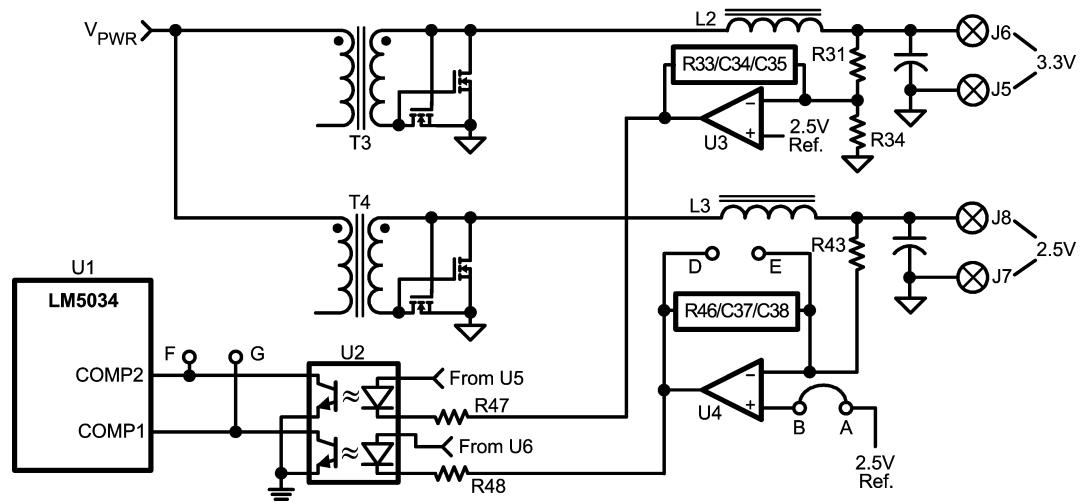 V_PWR
L2
J6
R33/C34/C35
R31
3.3V
J5
−
U3
+
2.5V
Ref.
R34
T3
T4
L3
J8
R43
D
E
2.5V
J7
U1
LM5034
R46/C37/C38
F
G
U2
COMP2
≈
From U5
−
U4
+
R47
B
A
COMP1
≈
From U6
R48
2.5V
Ref.